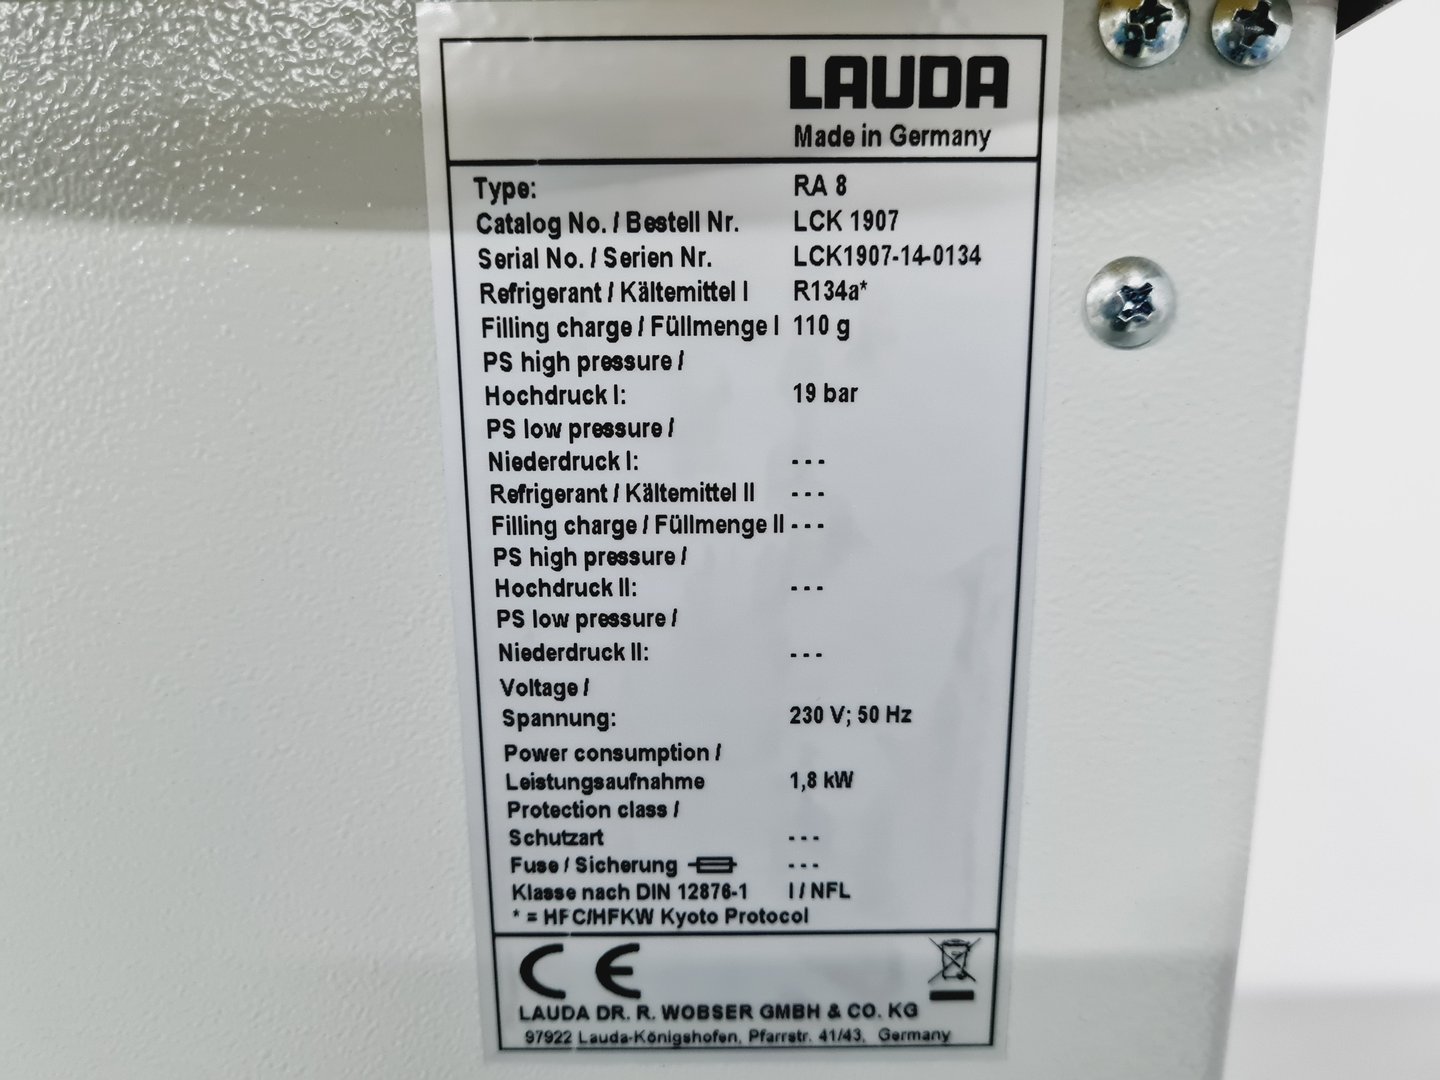 LAUDA
Made in Germany
Type: RA 8
Catalog No. / Bestell Nr. LCK 1907
Serial No. / Serien Nr. LCK1907-14-0134
Refrigerant / Kältemittel I R134a*
Filling charge / Füllmenge I 110 g
PS high pressure /
Hochdruck I: 19 bar
PS low pressure /
Niederdruck I: ---
Refrigerant / Kältemittel II ---
Filling charge / Füllmenge II ---
PS high pressure /
Hochdruck II: ---
PS low pressure /
Niederdruck II: ---
Voltage /
Spannung: 230 V; 50 Hz
Power consumption /
Leistungsaufnahme 1,8 kW
Protection class /
Schutzart ---
Fuse / Sicherung ---
Klasse nach DIN 12876-1 I / NFL
* = HFC/HFKW Kyoto Protocol
CE
LAUDA DR. R. WOBSER GMBH & CO. KG
97922 Lauda-Königshofen, Pfarrstr. 41/43, Germany